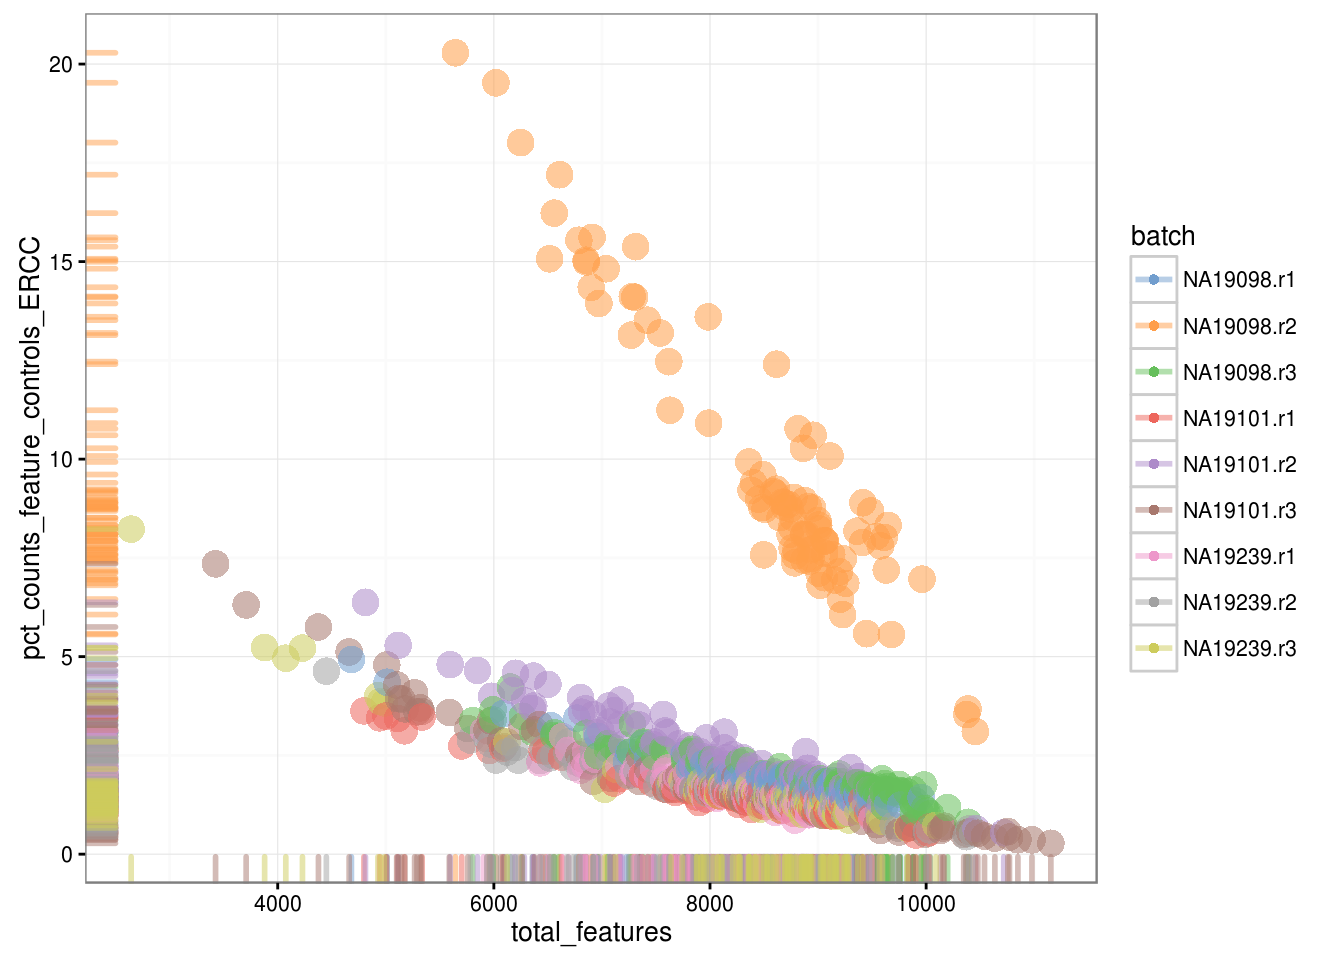 20
15
10
5
0
pct_counts_feature_controls_ERCC
4000
6000
8000
10000
total_features
batch
NA19098.r1
NA19098.r2
NA19098.r3
NA19101.r1
NA19101.r2
NA19101.r3
NA19239.r1
NA19239.r2
NA19239.r3